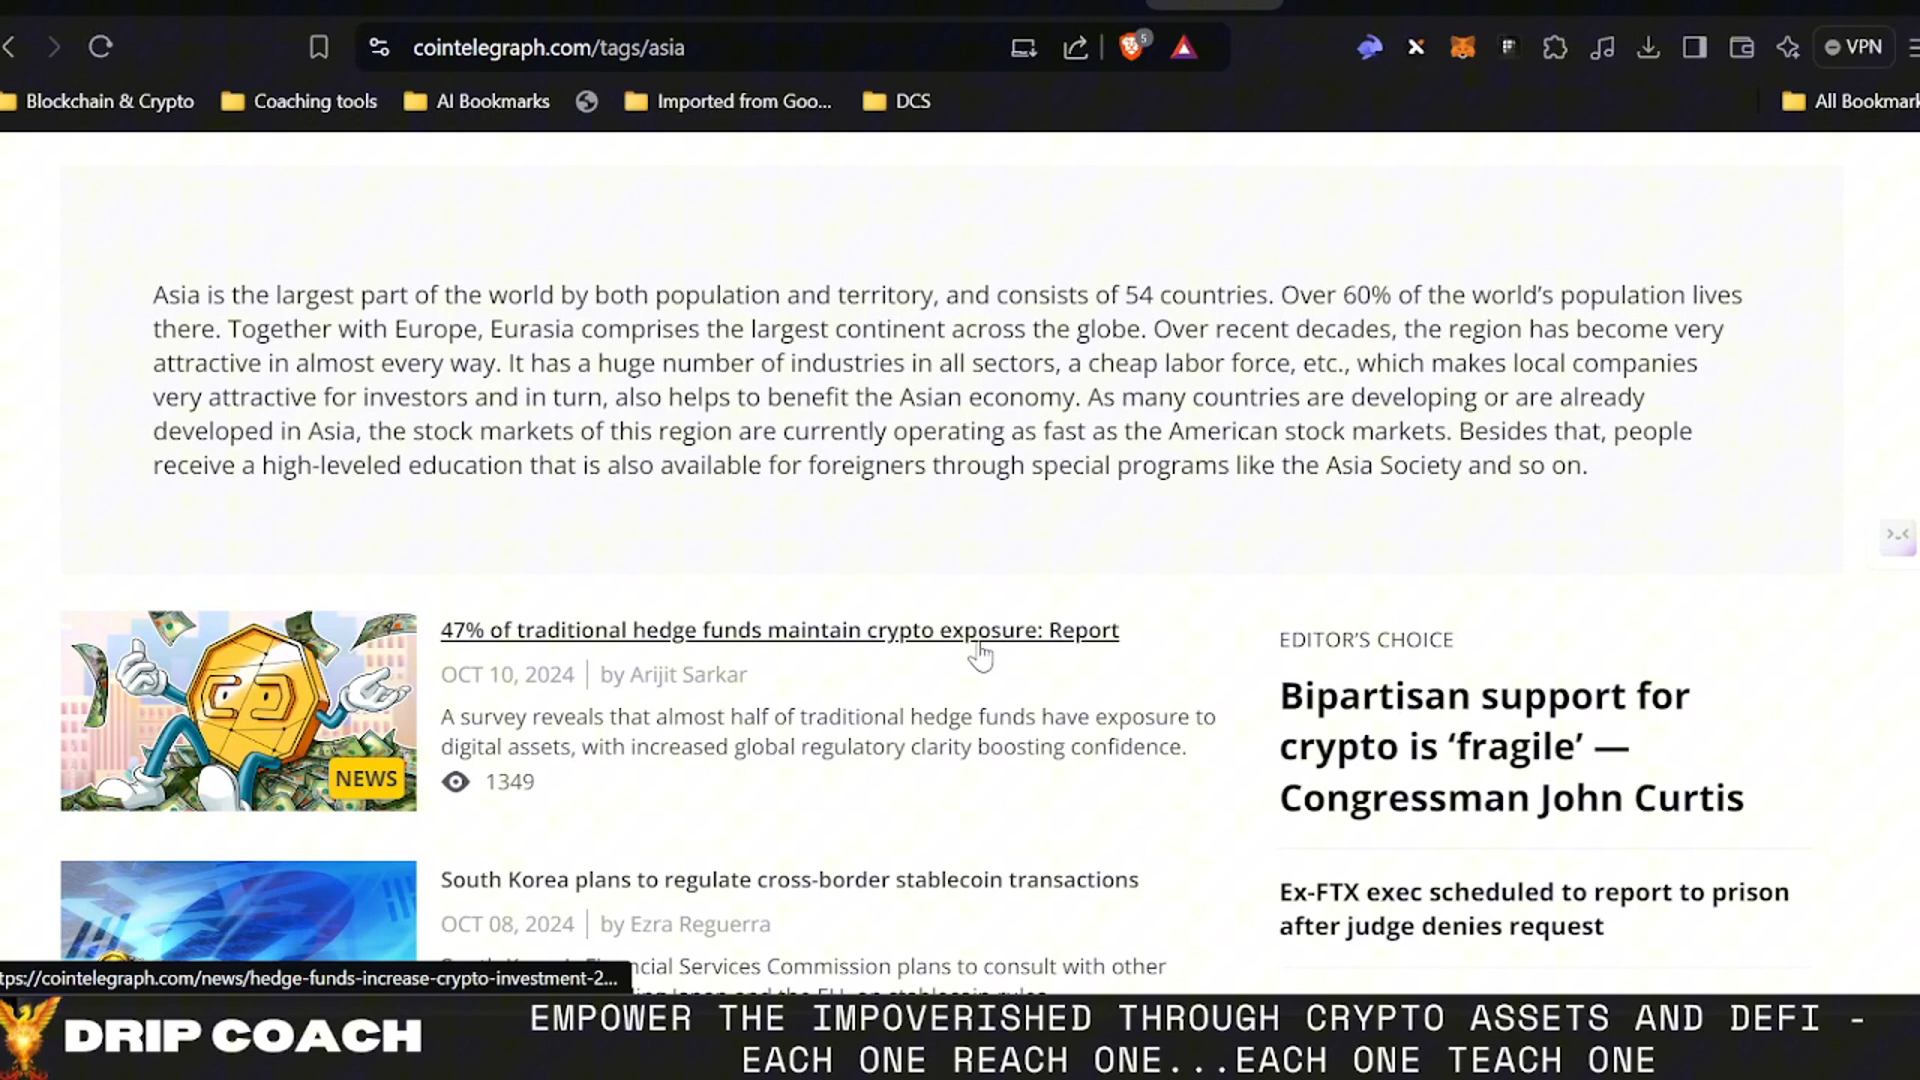 cointelegraph.com/tags/asia
5
VPN
Blockchain & Crypto
Coaching tools
AI Bookmarks
Imported from Goo...
DCS
All Bookmark
Asia is the largest part of the world by both population and territory, and consists of 54 countries. Over 60% of the world's population lives
there. Together with Europe, Eurasia comprises the largest continent across the globe. Over recent decades, the region has become very
attractive in almost every way. It has a huge number of industries in all sectors, a cheap labor force, etc., which makes local companies
very attractive for investors and in turn, also helps to benefit the Asian economy. As many countries are developing or are already
developed in Asia, the stock markets of this region are currently operating as fast as the American stock markets. Besides that, people
receive a high-leveled education that is also available for foreigners through special programs like the Asia Society and so on.
NEWS
47% of traditional hedge funds maintain crypto exposure: Report
OCT 10, 2024 | by Arijit Sarkar
A survey reveals that almost half of traditional hedge funds have exposure to
digital assets, with increased global regulatory clarity boosting confidence.
1349
South Korea plans to regulate cross-border stablecoin transactions
OCT 08, 2024 | by Ezra Reguerra
ncial Services Commission plans to consult with other
EDITOR'S CHOICE
Bipartisan support for
crypto is ‘fragile’ —
Congressman John Curtis
Ex-FTX exec scheduled to report to prison
after judge denies request
tps://cointelegraph.com/news/hedge-funds-increase-crypto-investment-2...
DRIP COACH
EMPOWER THE IMPOVERISHED THROUGH CRYPTO ASSETS AND DEFI -
EACH ONE REACH ONE...EACH ONE TEACH ONE